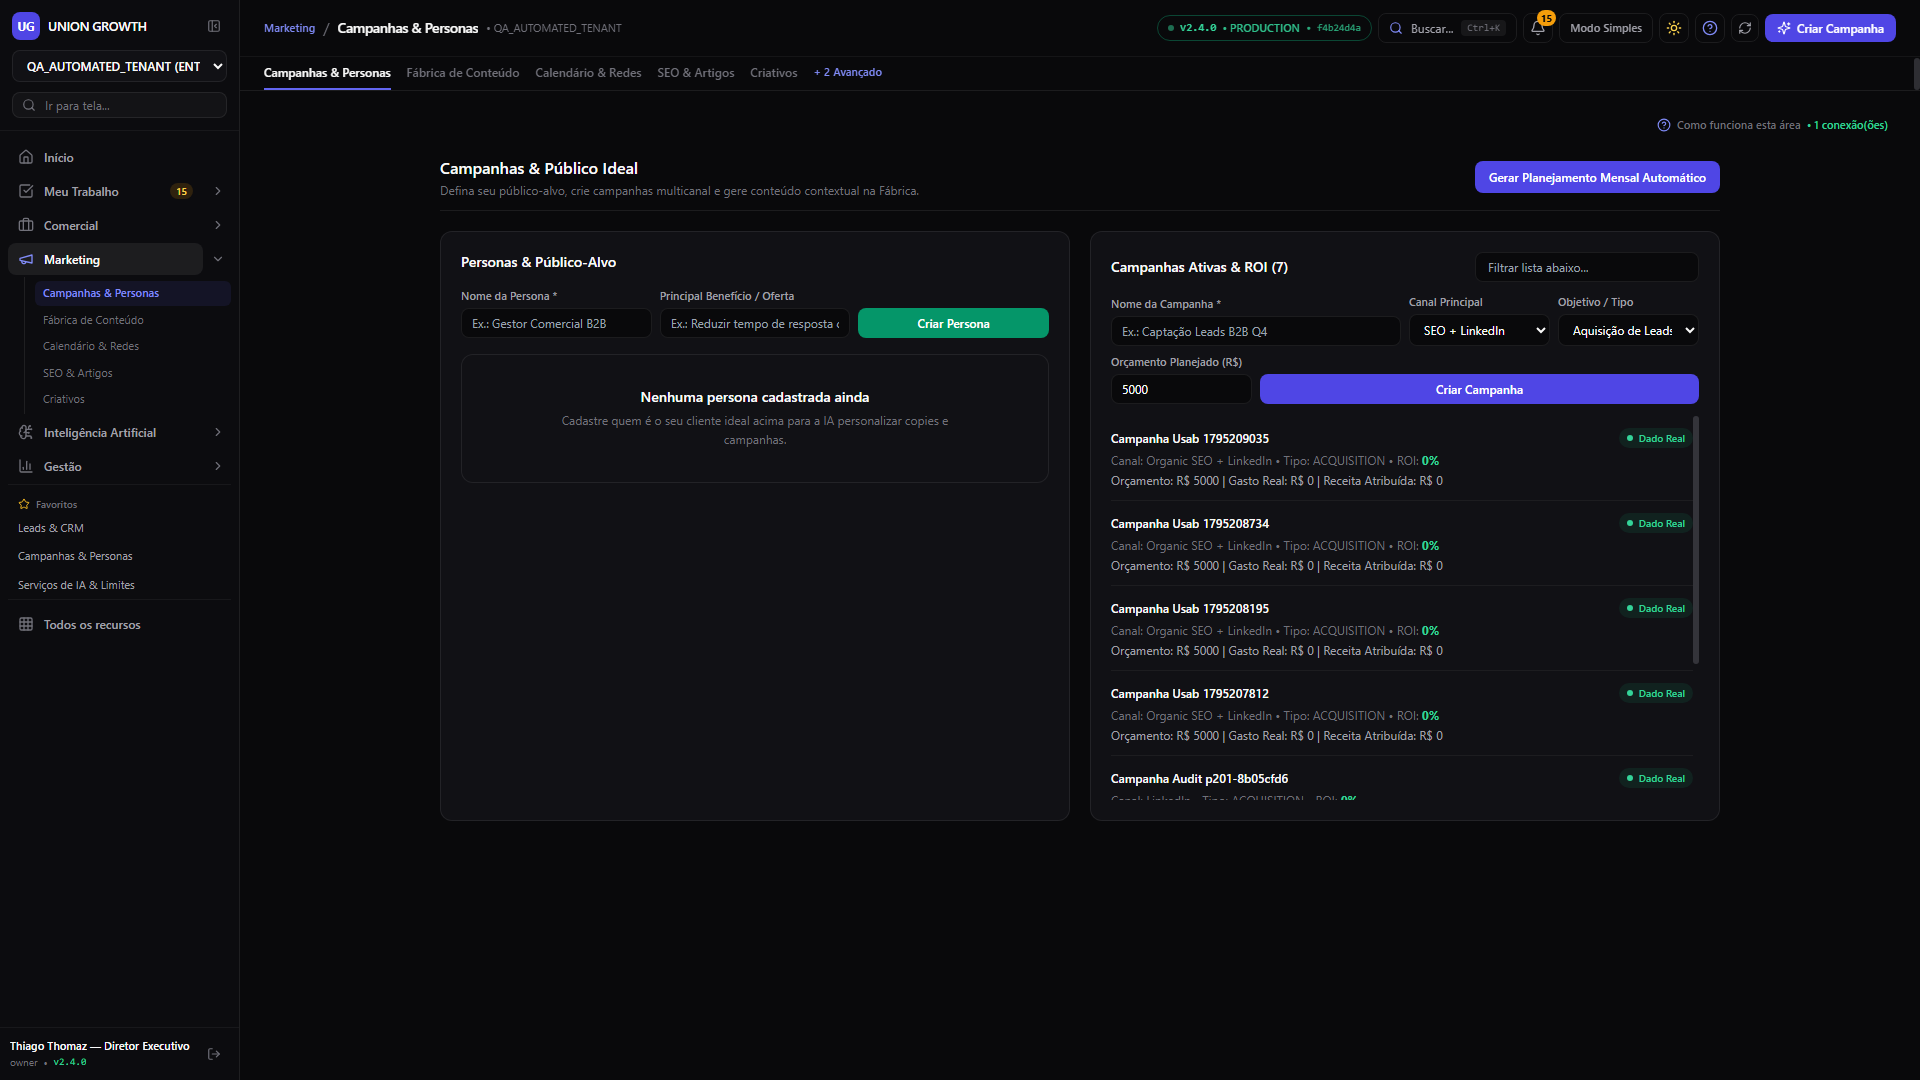 UG UNION GROWTH
QA_AUTOMATED_TENANT (ENT
Ir para tela...
Início
Meu Trabalho 15
Comercial
Marketing
Campanhas & Personas
Fábrica de Conteúdo
Calendário & Redes
SEO & Artigos
Criativos
Inteligência Artificial
Gestão
Favoritos
Leads & CRM
Campanhas & Personas
Serviços de IA & Limites
Todos os recursos
Thiago Thomaz — Diretor Executivo
owner • v2.4.0
Marketing / Campanhas & Personas • QA_AUTOMATED_TENANT
v2.4.0 • PRODUCTION • f4b24d4a
Buscar... Ctrl+K
15
Modo Simples
Criar Campanha
Campanhas & Personas Fábrica de Conteúdo Calendário & Redes SEO & Artigos Criativos + 2 Avançado
Como funciona esta área • 1 conexão(ões)
Campanhas & Público Ideal
Defina seu público-alvo, crie campanhas multicanal e gere conteúdo contextual na Fábrica.
Gerar Planejamento Mensal Automático
Personas & Público-Alvo
Nome da Persona * Principal Benefício / Oferta
Ex.: Gestor Comercial B2B Ex.: Reduzir tempo de resposta Criar Persona
Nenhuma persona cadastrada ainda
Cadastre quem é o seu cliente ideal acima para a IA personalizar copies e
campanhas.
Campanhas Ativas & ROI (7)
Filtrar lista abaixo...
Nome da Campanha * Canal Principal Objetivo / Tipo
Ex.: Captação Leads B2B Q4 SEO + LinkedIn Aquisição de Leads
Orçamento Planejado (R$)
5000 Criar Campanha
Campanha Usab 1795209035 Dado Real
Canal: Organic SEO + LinkedIn • Tipo: ACQUISITION • ROI: 0%
Orçamento: R$ 5000 | Gasto Real: R$ 0 | Receita Atribuída: R$ 0
Campanha Usab 1795208734 Dado Real
Canal: Organic SEO + LinkedIn • Tipo: ACQUISITION • ROI: 0%
Orçamento: R$ 5000 | Gasto Real: R$ 0 | Receita Atribuída: R$ 0
Campanha Usab 1795208195 Dado Real
Canal: Organic SEO + LinkedIn • Tipo: ACQUISITION • ROI: 0%
Orçamento: R$ 5000 | Gasto Real: R$ 0 | Receita Atribuída: R$ 0
Campanha Usab 1795207812 Dado Real
Canal: Organic SEO + LinkedIn • Tipo: ACQUISITION • ROI: 0%
Orçamento: R$ 5000 | Gasto Real: R$ 0 | Receita Atribuída: R$ 0
Campanha Audit p201-8b05cfd6 Dado Real
Canal: LinkedIn • Tipo: ACQUISITION • ROI: 0%